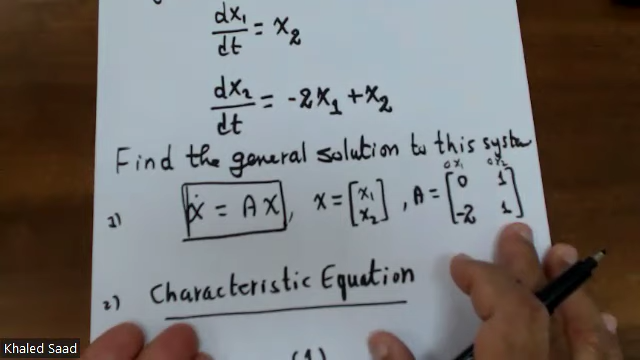 dx₁/dt = x₂
dx₂/dt = -2x₁ + x₂
Find the general solution to this system
1) ẋ = Ax, x = [x₁ x₂], A = [0 1 -2 1]
2) Characteristic Equation
(1)
Khaled Saad